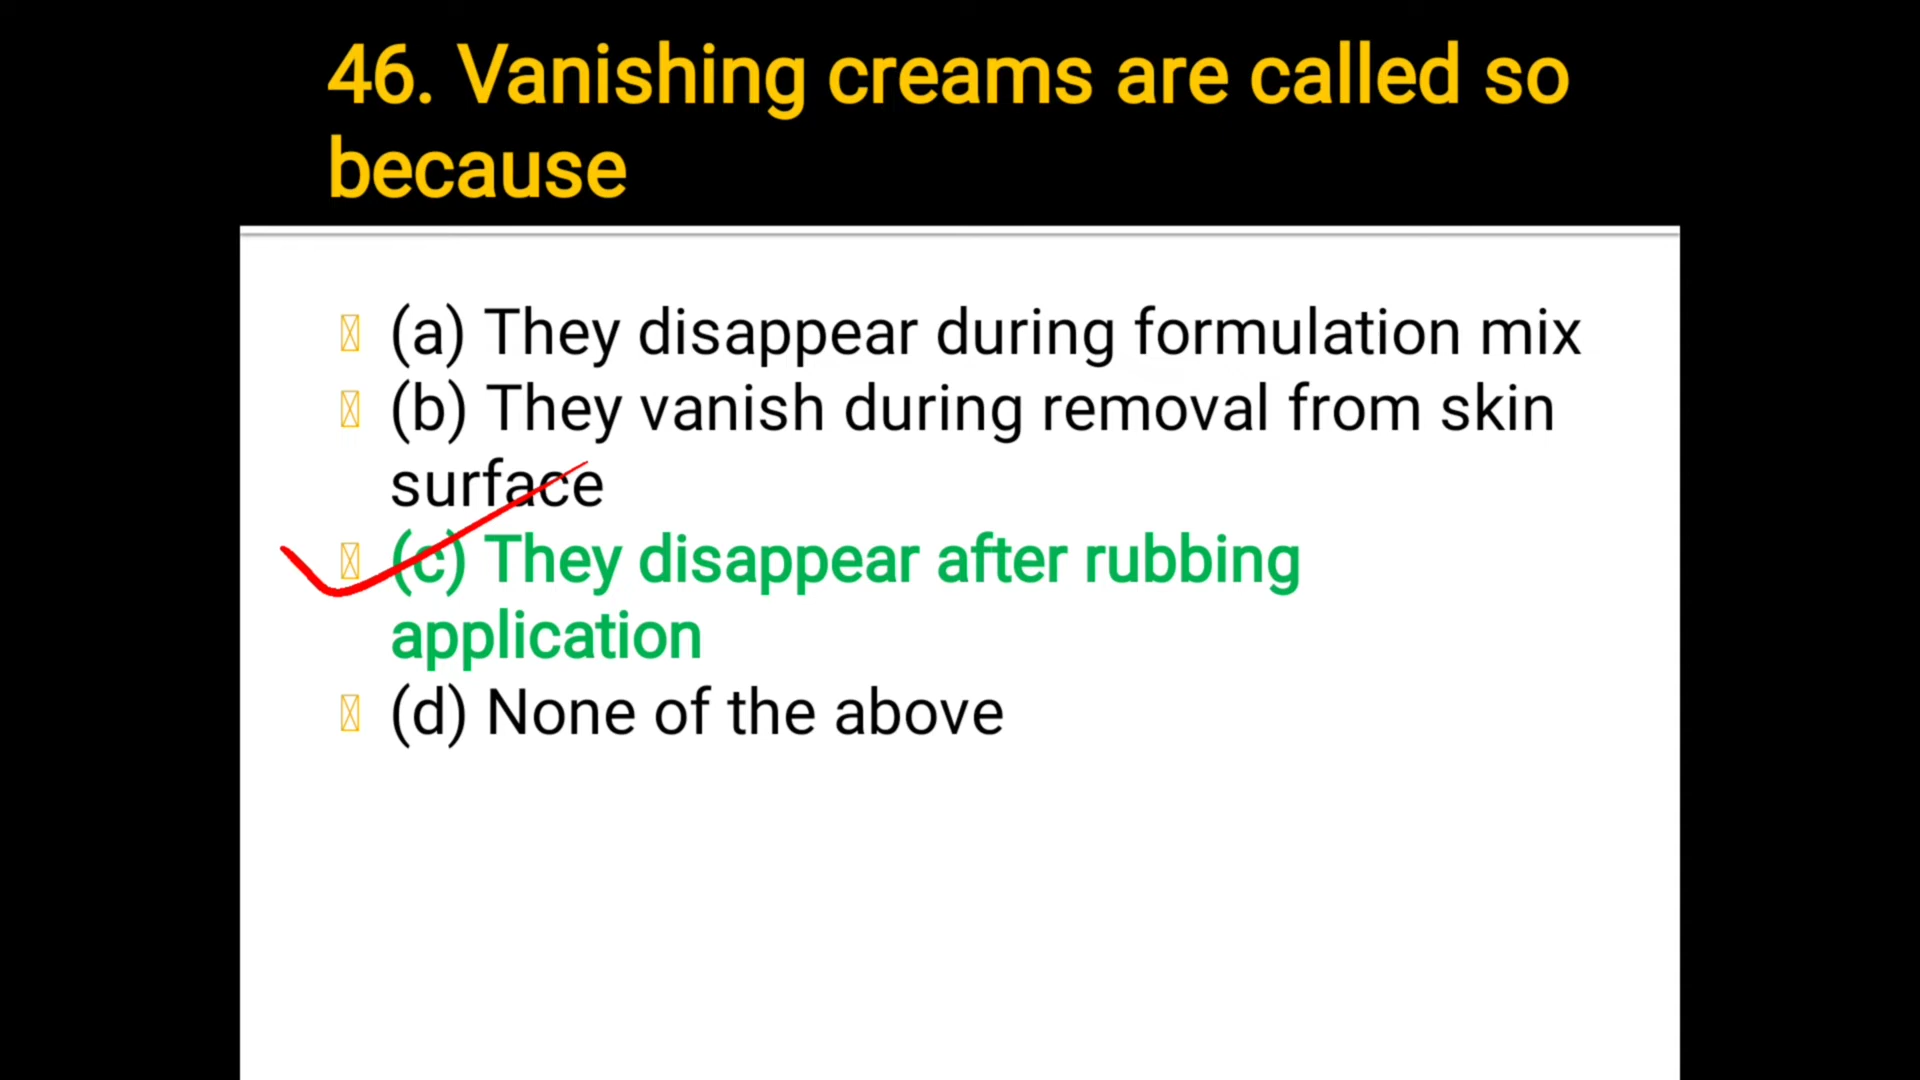 46. Vanishing creams are called so
because
(a) They disappear during formulation mix
(b) They vanish during removal from skin
surface
(c) They disappear after rubbing
application
(d) None of the above